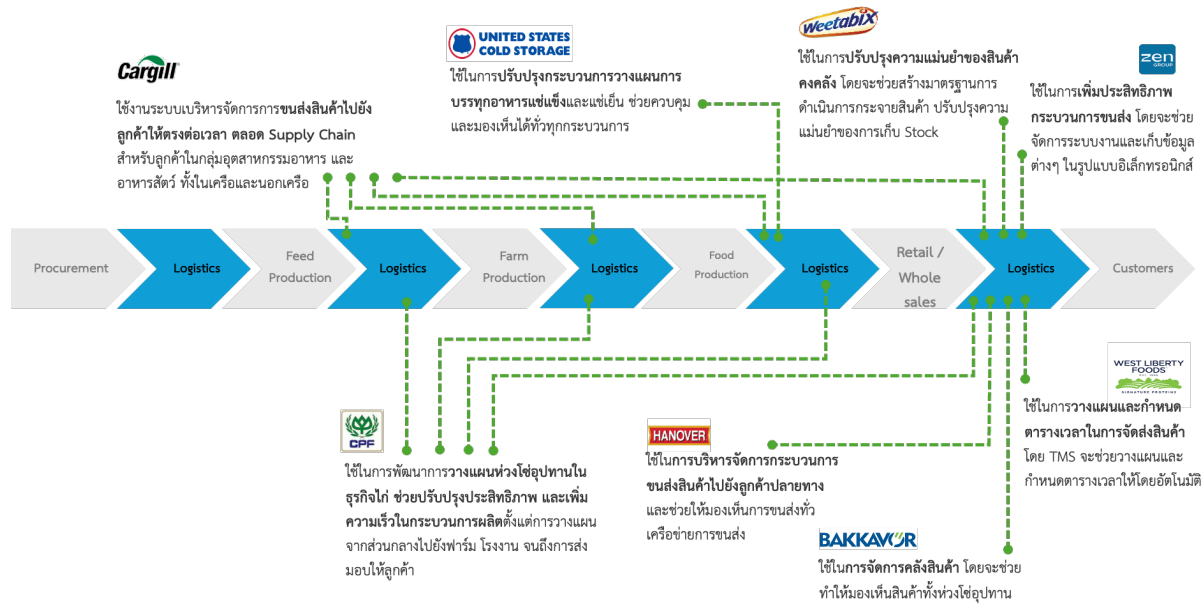 Cargill
ใช้งานระบบเบริหารจัดการการขนส่งสินค้าไปยัง
ลูกค้าให้ตรงต่อเวลา ตลอด Supply Chain
สำหรับลูกค้าในกลุ่มอุตสาหกรรมอาหาร และ
อาหารสัตว์ ทั้งในเครือและนอกเครือ
UNITED STATES
COLD STORAGE
ใช้ในการปรับปรุงกระบวนการวางแผนการ
บรรทุกอาหารแช่แข็งและแช่เย็น ช่วยควบคุม
และมองเห็นได้ทั่วทุกกระบวนการ
Weetabix
ใช้ในการปรับปรุงความแม่นยำของสินค้า
คงคลัง โดยจะช่วยสร้างมาตรฐานการ
ดำเนินการกระจายสินค้า ปรับปรุงความ
แม่นยำของการเก็บ Stock
zen
GROUP
ใช้ในการเพิ่มประสิทธิภาพ
กระบวนการขนส่ง โดยจะช่วย
จัดการระบบงานและเก็บข้อมูล
ต่างๆ ในรูปแบบอิเล็กทรอนิกส์
Procurement
Logistics
Feed
Production
Logistics
Farm
Production
Logistics
Food
Production
Logistics
Retail /
Whole
sales
Logistics
Customers
CPF
ใช้ในการพัฒนาการวางแผนห่วงโซ่อุปทานใน
ธุรกิจไก่ ช่วยปรับปรุงประสิทธิภาพ และเพิ่ม
ความเร็วในกระบวนการผลิตตั้งแต่การวางแผน
จากส่วนกลางไปยังฟาร์ม โรงงาน จนถึงการส่ง
มอบให้ลูกค้า
HANOVER
ใช้ในการบริหารจัดการกระบวนการ
ขนส่งสินค้าไปยังลูกค้าปลายทาง
และช่วยให้มองเห็นการขนส่งทั่ว
เครือข่ายการขนส่ง
BAKKAVOR
ใช้ในการจัดการคลังสินค้า โดยจะช่วย
ทำให้มองเห็นสินค้าทั้งห่วงโซ่อุปทาน
WEST LIBERTY
FOODS
SIGNATURE PROTEINS
ใช้ในการวางแผนและกำหนด
ตารางเวลาในการจัดส่งสินค้า
โดย TMS จะช่วยวางแผนและ
กำหนดตารางเวลาให้โดยอัตโนมัติ